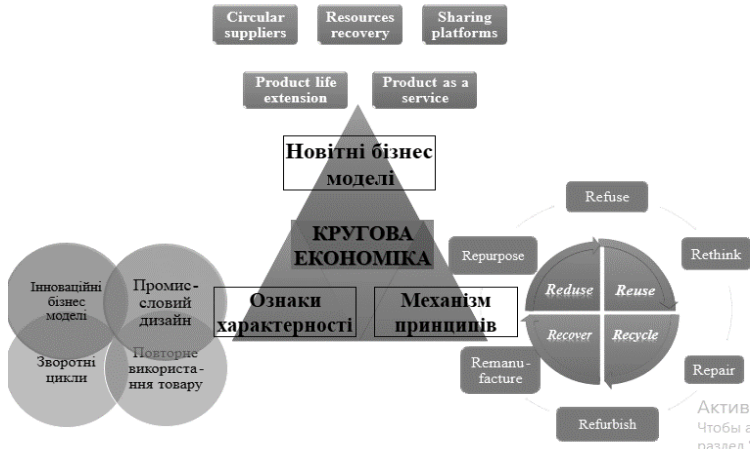 Circular
suppliers
Resources
recovery
Sharing
platforms
Product life
extension
Product as a
service
Новітні бізнес
моделі
КРУГОВА
ЕКОНОМІКА
Ознаки
характерності
Механізм
принципів
Інноваційні
бізнес
моделі
Промис-
словий
дизайн
Зворотні
цикли
Повторне
використа-
ння товару
Refuse
Rethink
Repair
Refurbish
Remanu-
facture
Repurpose
Reduse
Reuse
Recover
Recycle
Актив
Чтобы а
раздел